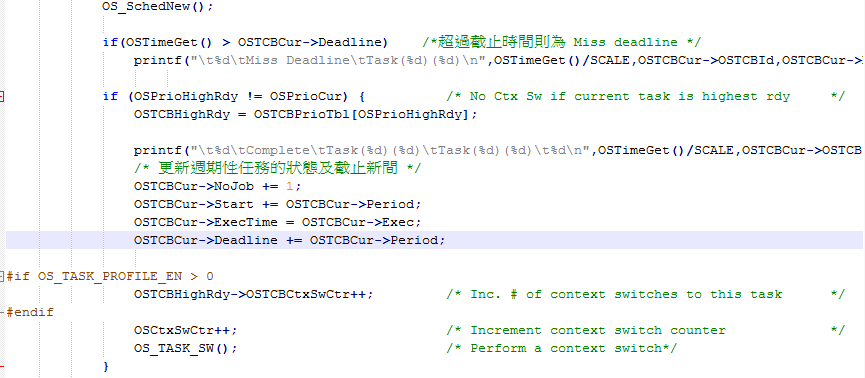 OS_SchedNew();
if(OSTimeGet() > OSTCBCur->Deadline) /*超過截止時間則為 Miss deadline */
printf("\t%d\tMiss Deadline\tTask(%d)(%d)\n",OSTimeGet()/SCALE,OSTCBCur->OSTCBId,OSTCBCur->
if (OSPrioHighRdy != OSPrioCur) { /* No Ctx Sw if current task is highest rdy */
OSTCBHighRdy = OSTCBPrioTbl[OSPrioHighRdy];
printf("\t%d\tComplete\tTask(%d)(%d)\tTask(%d)(%d)\t%d\n",OSTimeGet()/SCALE,OSTCBCur->OSTCB
/* 更新週期性任務的狀態及截止新間 */
OSTCBCur->NoJob += 1;
OSTCBCur->Start += OSTCBCur->Period;
OSTCBCur->ExecTime = OSTCBCur->Exec;
OSTCBCur->Deadline += OSTCBCur->Period;
#if OS_TASK_PROFILE_EN > 0
OSTCBHighRdy->OSTCBCtxSwCtr++; /* Inc. # of context switches to this task */
#endif
OSCtxSwCtr++; /* Increment context switch counter */
OS_TASK_SW(); /* Perform a context switch*/
}